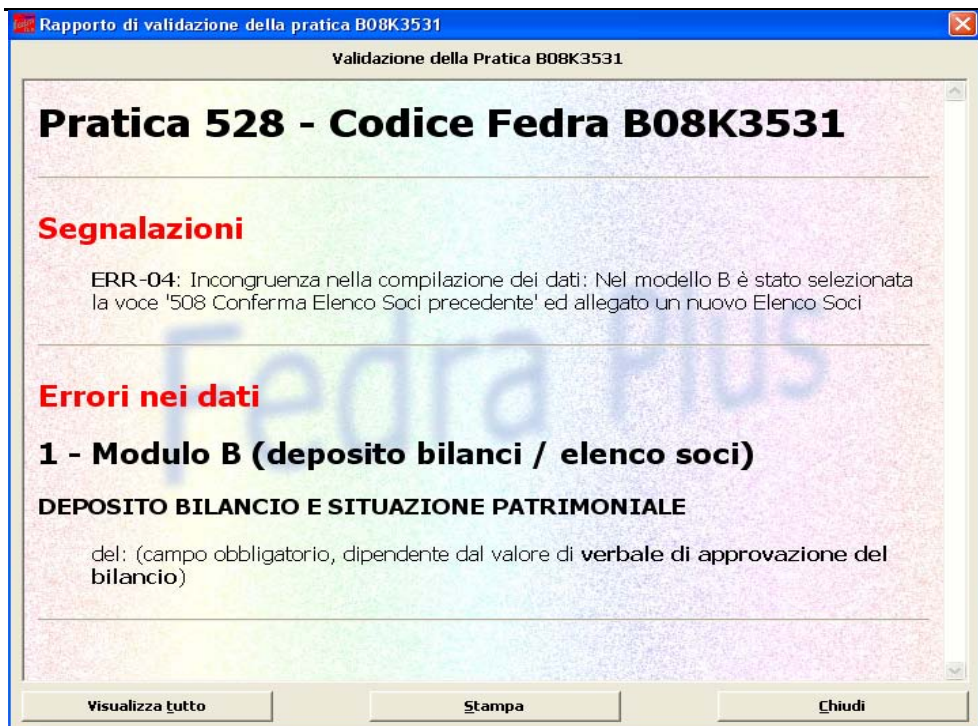 Rapporto di validazione della pratica B08K3531
Validazione della Pratica B08K3531
Pratica 528 - Codice Fedra B08K3531
Segnalazioni
ERR-04: Incongruenza nella compilazione dei dati: Nel modello B è stato selezionata
la voce '508 Conferma Elenco Soci precedente' ed allegato un nuovo Elenco Soci
Fedra Plus
Errori nei dati
1 - Modulo B (deposito bilanci / elenco soci)
DEPOSITO BILANCIO E SITUAZIONE PATRIMONIALE
del: (campo obbligatorio, dipendente dal valore di verbale di approvazione del
bilancio)
Visualizza tutto
Stampa
Chiudi